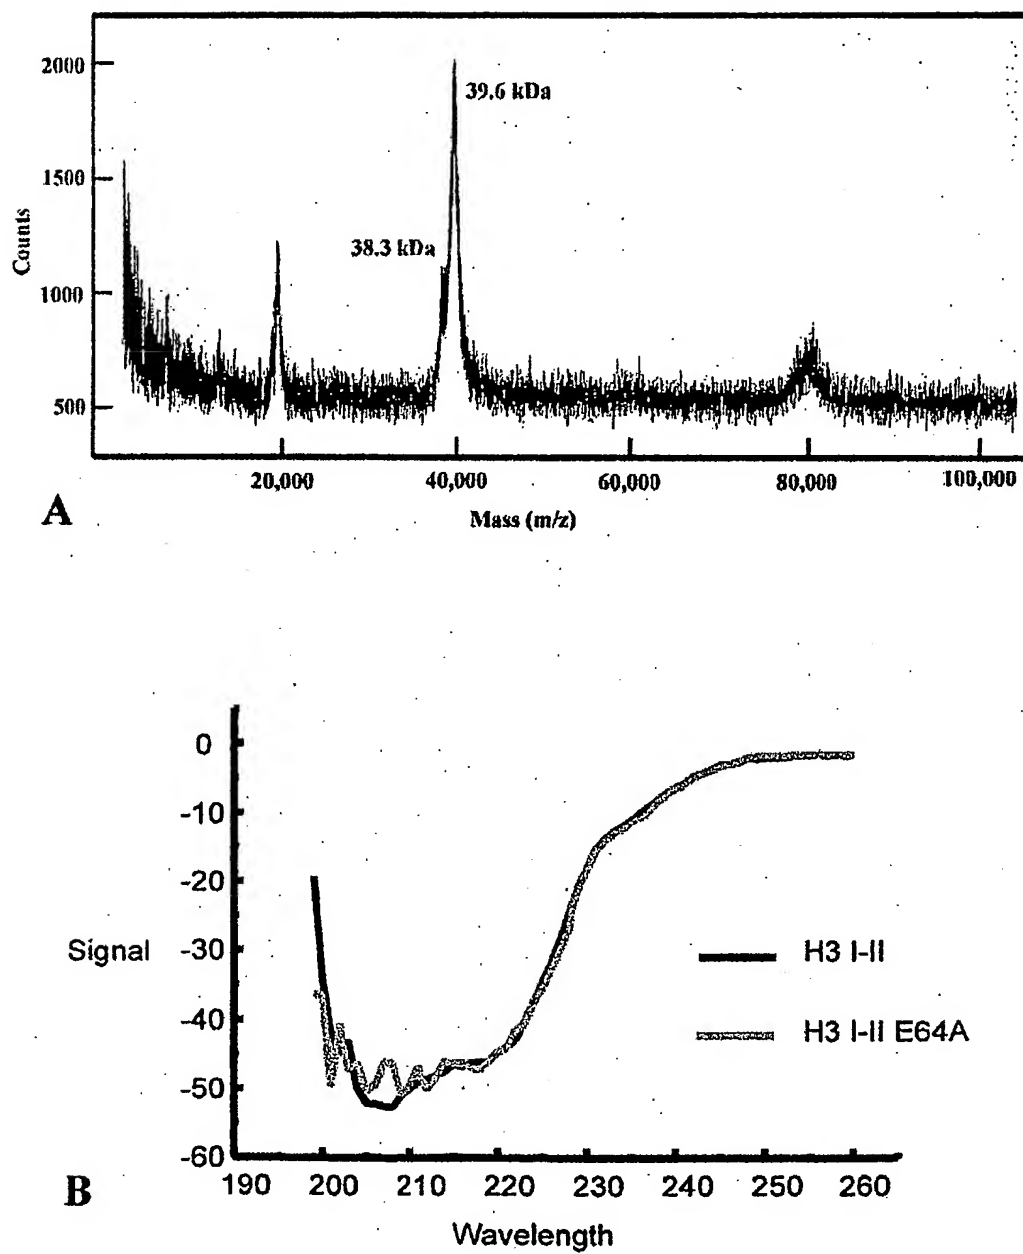 2000
39.6 kDa
1500
38.3 kDa
Counts
1000
500
20,000 40,000 60,000 80,000 100,000
A
Mass (m/z)
0
-10
-20
Signal -30 H3 I-II
-40 H3 I-II E64A
-50
-60
B 190 200 210 220 230 240 250 260
Wavelength